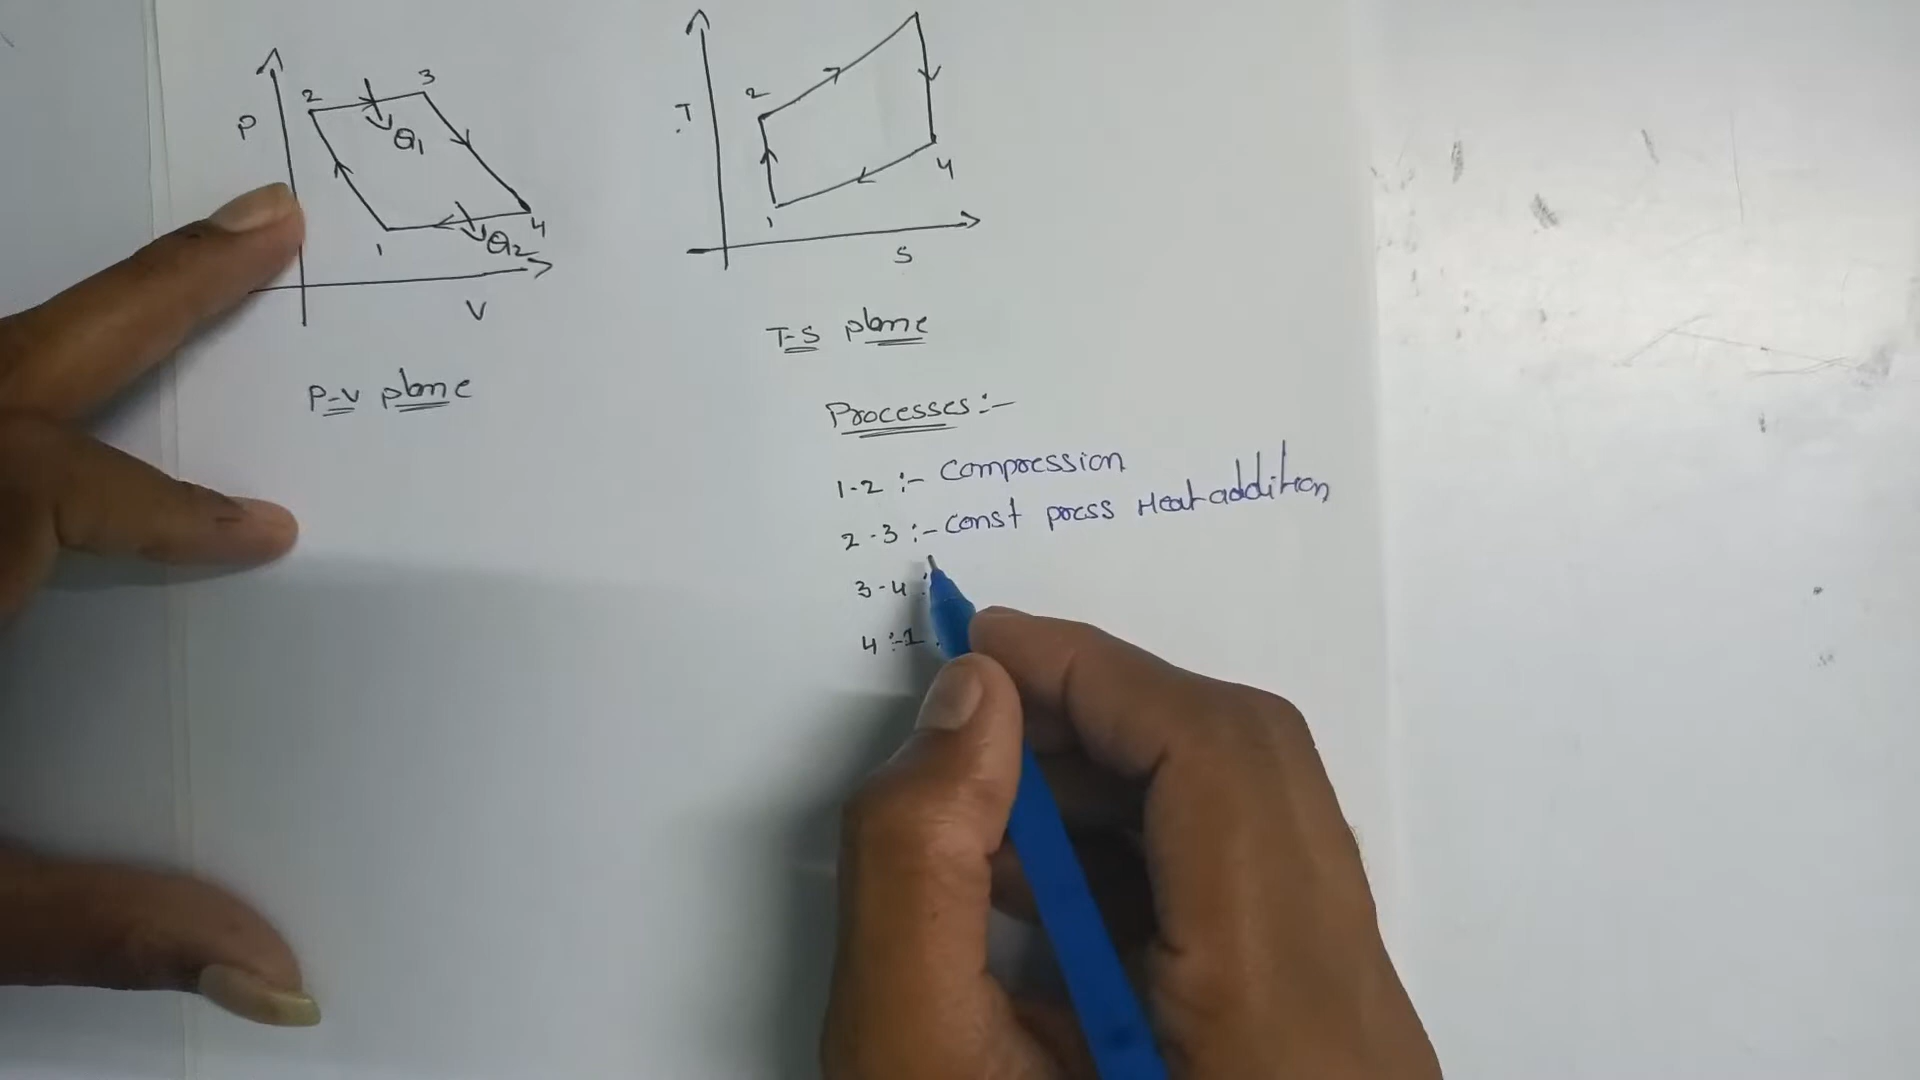 P
2
3
Q1
1
4
Q2
V
P-V plane
T
2
4
1
S
T-S plane
Processes :-
1-2 :- Compression
2-3 :- Const press Heat addition
3-4 :
4 :-1 :